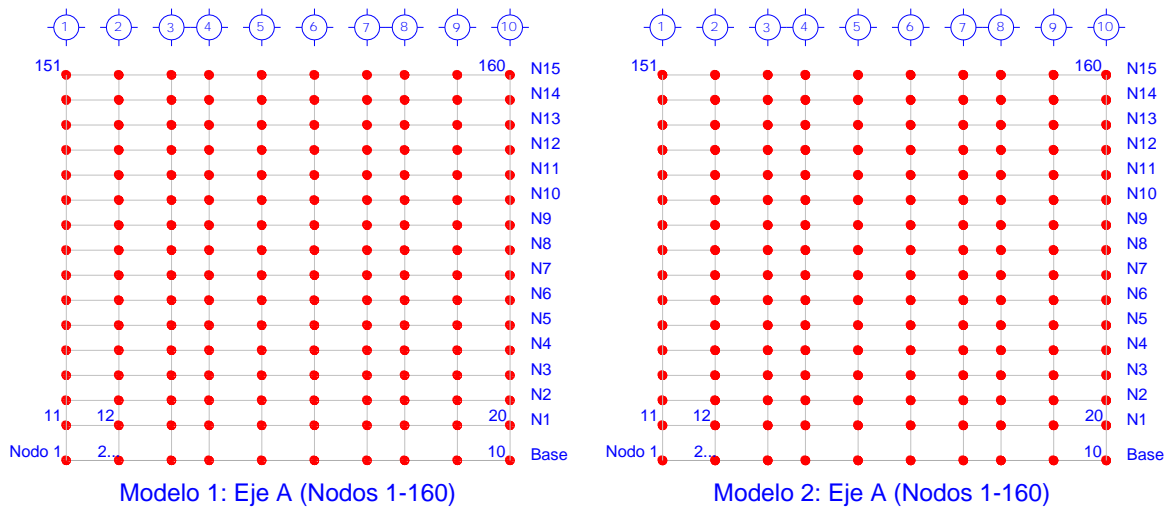 1 2 3 4 5 6 7 8 9 10
151 160 N15
N14
N13
N12
N11
N10
N9
N8
N7
N6
N5
N4
N3
N2
11 12 20 N1
Nodo 1 2... 10 Base
Modelo 1: Eje A (Nodos 1-160)
1 2 3 4 5 6 7 8 9 10
151 160 N15
N14
N13
N12
N11
N10
N9
N8
N7
N6
N5
N4
N3
N2
11 12 20 N1
Nodo 1 2... 10 Base
Modelo 2: Eje A (Nodos 1-160)